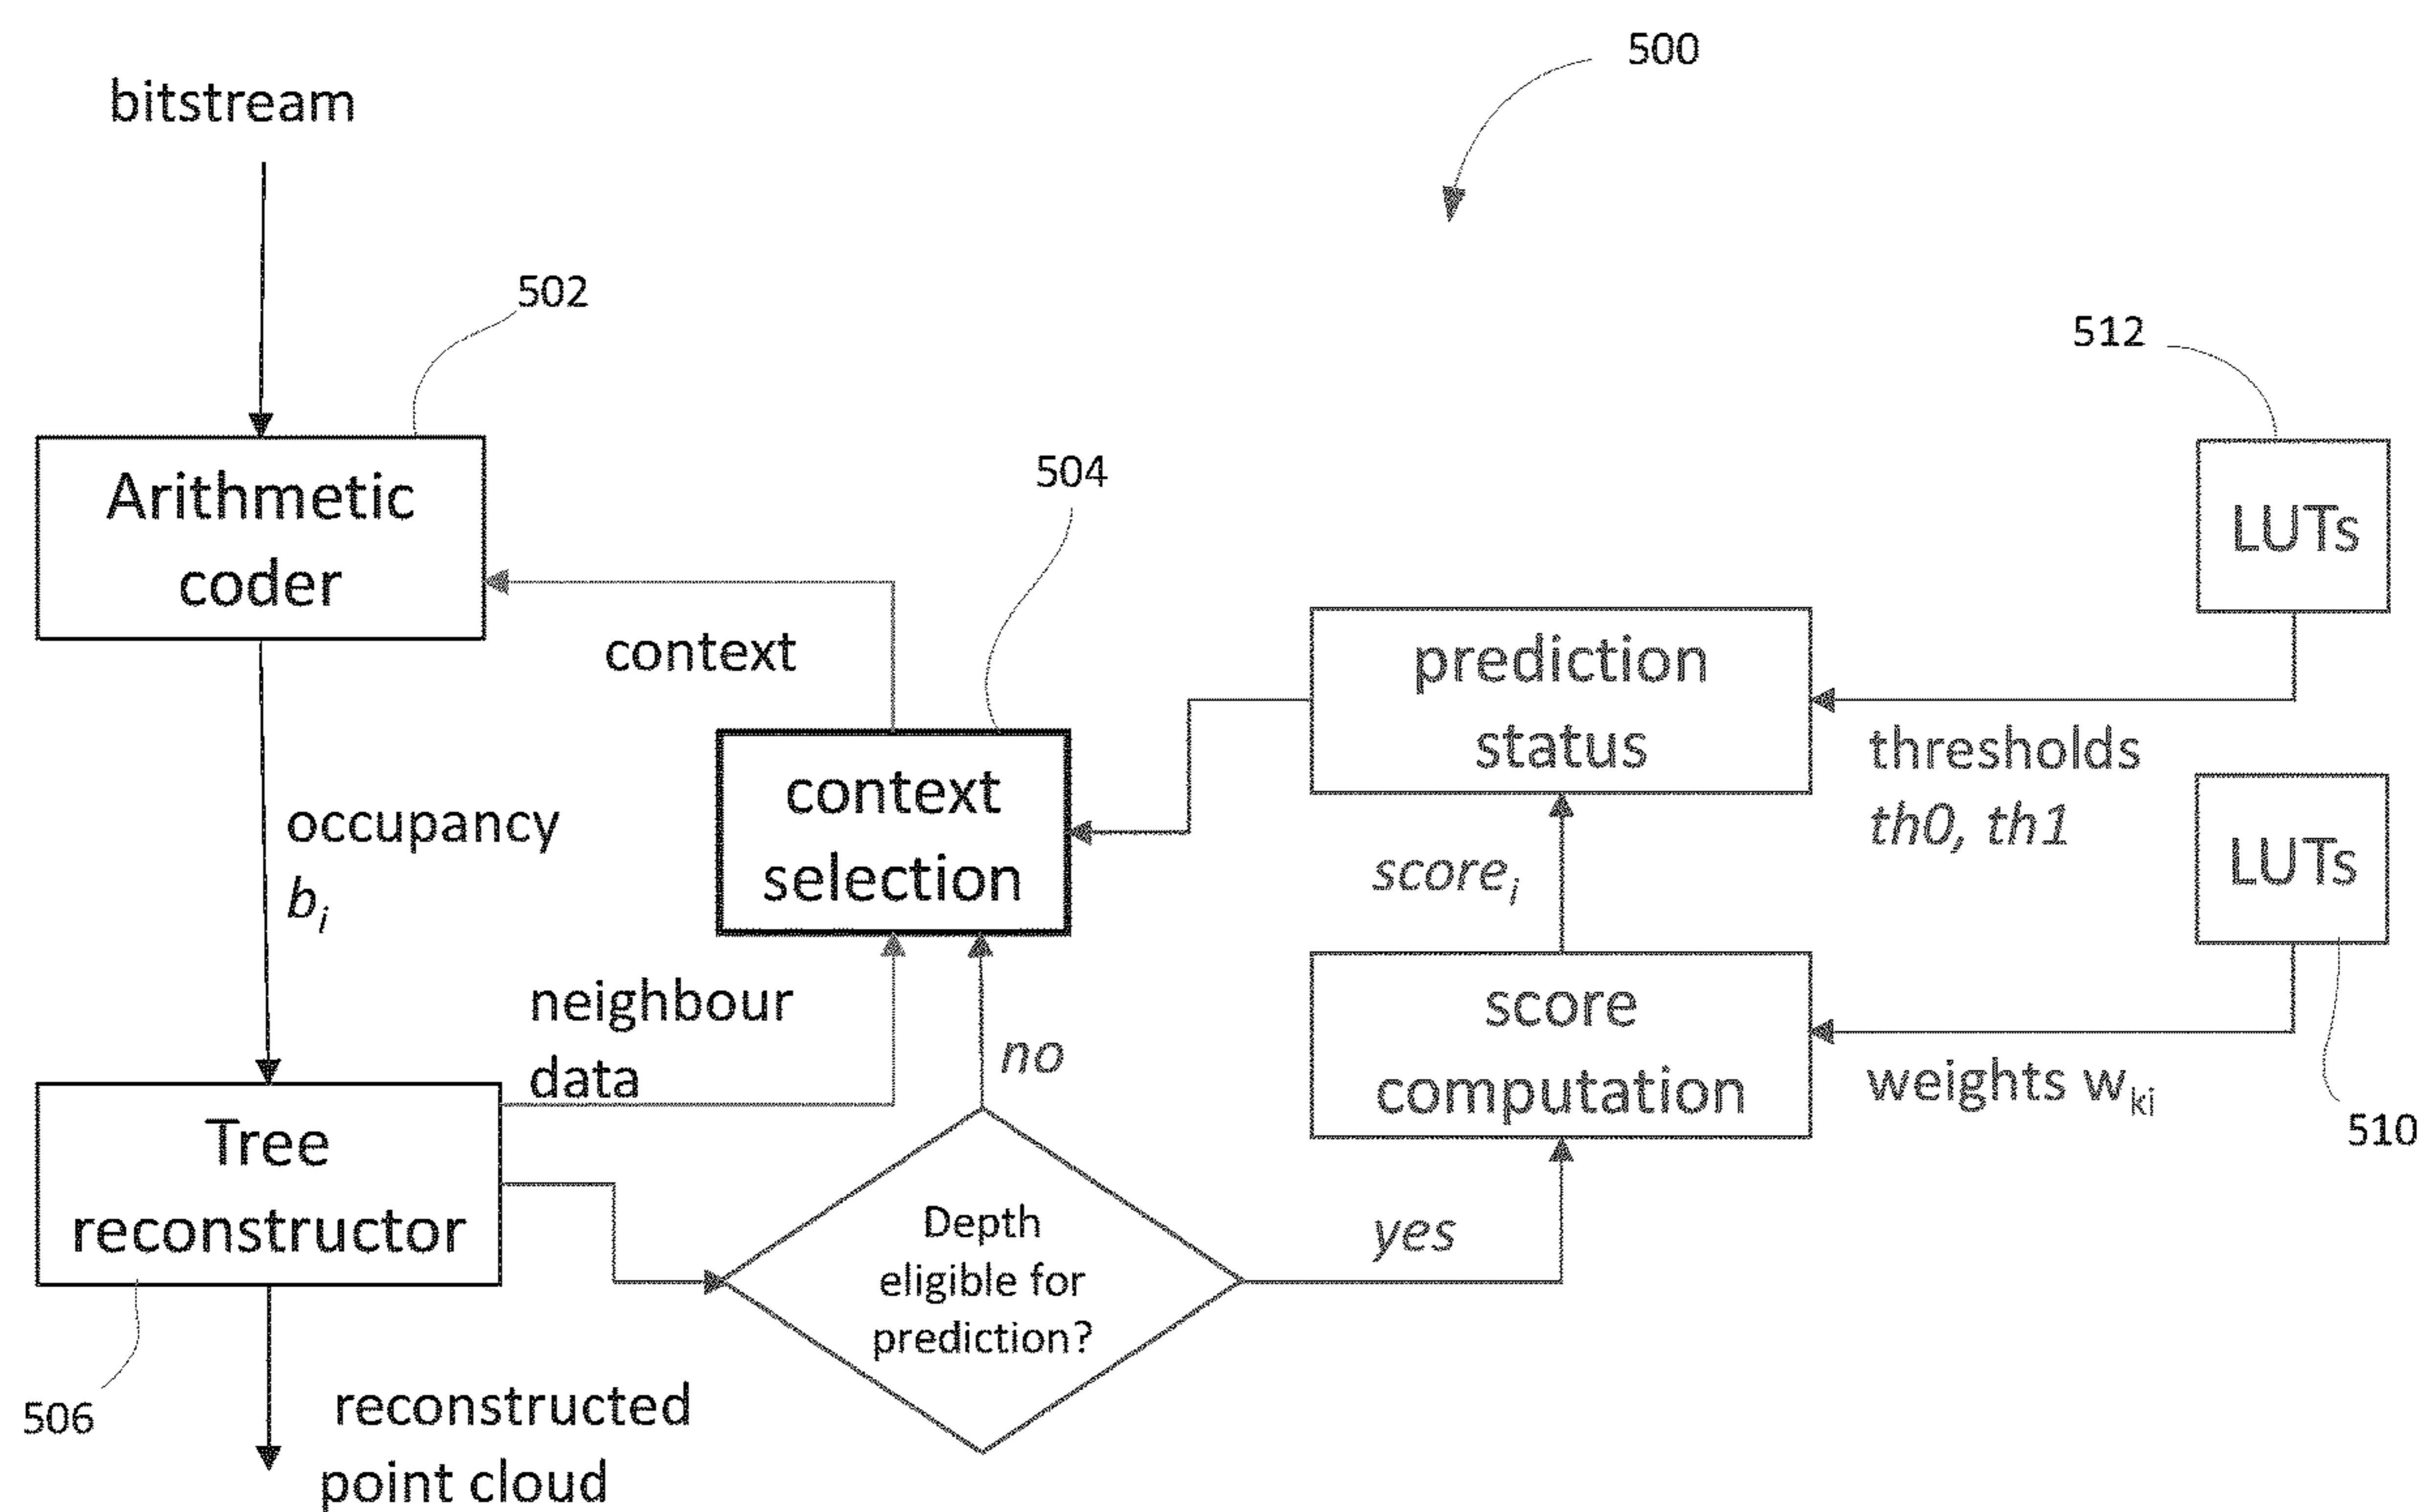 500
bitstream
502
512
504
Arithmetic
coder
LUTs
context
prediction
status
thresholds
th0, th1
context
selection
occupancy
b_i
score_i
LUTs
neighbour
data
no
score
computation
weights w_ki
510
Tree
reconstructor
Depth
eligible for
prediction?
yes
506
reconstructed
point cloud